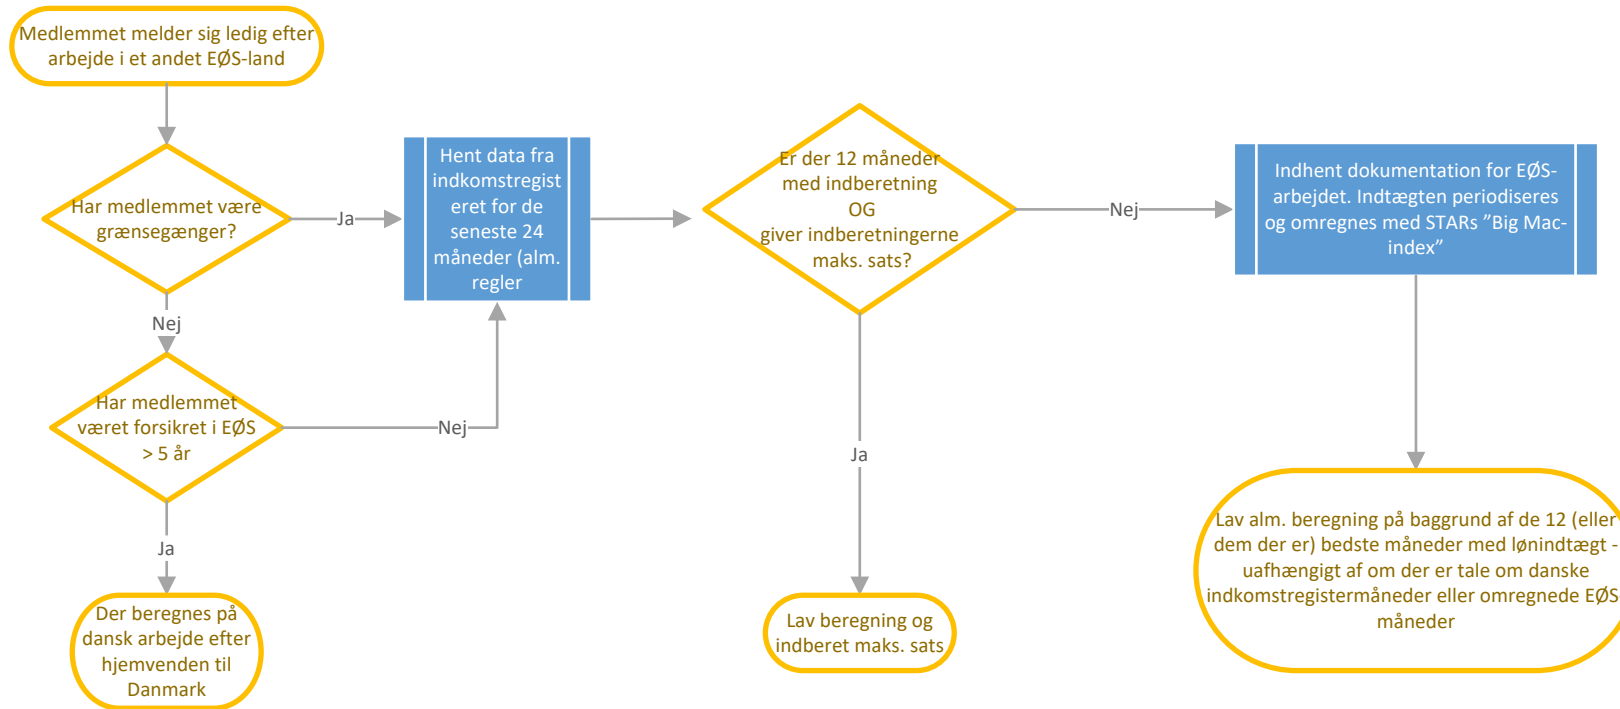 Medlemmet melder sig ledig efter
arbejde i et andet EØS-land
Har medlemmet være
grænsegænger?
Ja
Nej
Har medlemmet
været forsikret i EØS
> 5 år
Nej
Ja
Der beregnes på
dansk arbejde efter
hjemvenden til
Danmark
Hent data fra
indkomstregist
eret for de
seneste 24
måneder (alm.
regler
Er der 12 måneder
med indberetning
OG
giver indberetningerne
maks. sats?
Nej
Ja
Lav beregning og
indberet maks. sats
Indhent dokumentation for EØS-
arbejdet. Indtægten periodiseres
og omregnes med STARs ”Big Mac-
index”
Lav alm. beregning på baggrund af de 12 (eller
dem der er) bedste måneder med lønindtægt -
uafhængigt af om der er tale om danske
indkomstregistermåneder eller omregnede EØS
måneder